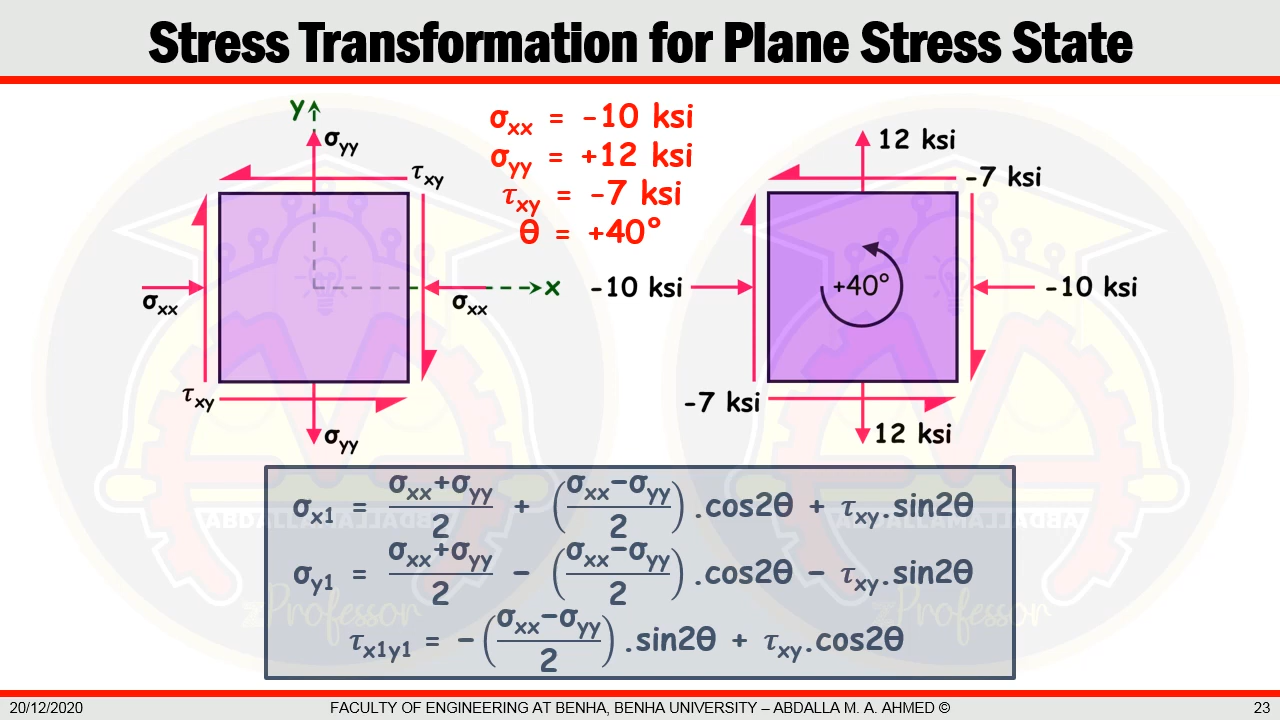 Stress Transformation for Plane Stress State
y
σyy
τxy
σxx
x
σxx
τxy
σyy
σxx = -10 ksi
σyy = +12 ksi
τxy = -7 ksi
θ = +40°
12 ksi
-7 ksi
-10 ksi
+40°
-10 ksi
-7 ksi
12 ksi
σx1 = (σxx+σyy)/2 + ((σxx−σyy)/2).cos2θ + τxy.sin2θ
σy1 = (σxx+σyy)/2 − ((σxx−σyy)/2).cos2θ − τxy.sin2θ
τx1y1 = −((σxx−σyy)/2).sin2θ + τxy.cos2θ
zProfessor
zProfessor
20/12/2020
FACULTY OF ENGINEERING AT BENHA, BENHA UNIVERSITY – ABDALLA M. A. AHMED ©
23